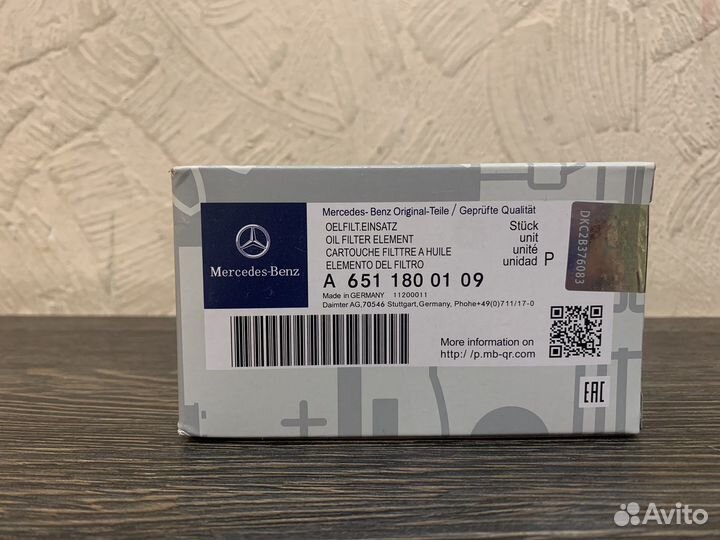 Mercedes-Benz
Mercedes- Benz Original-Teile / Geprüfte Qualität
OELFILT.EINSATZ
OIL FILTER ELEMENT
CARTOUCHE FILTTRE A HUILE
ELEMENTO DEL FILTRO
Stück
unit
unité
unidad P
A 651 180 01 09
Made in GERMANY 11200011
Daimter AG,70546 Stuttgart,Germany, Phohe+49(0)711/17-0
More information on
http:/ /p.mb-qr.com
DKC2B376083
EAC
Avito